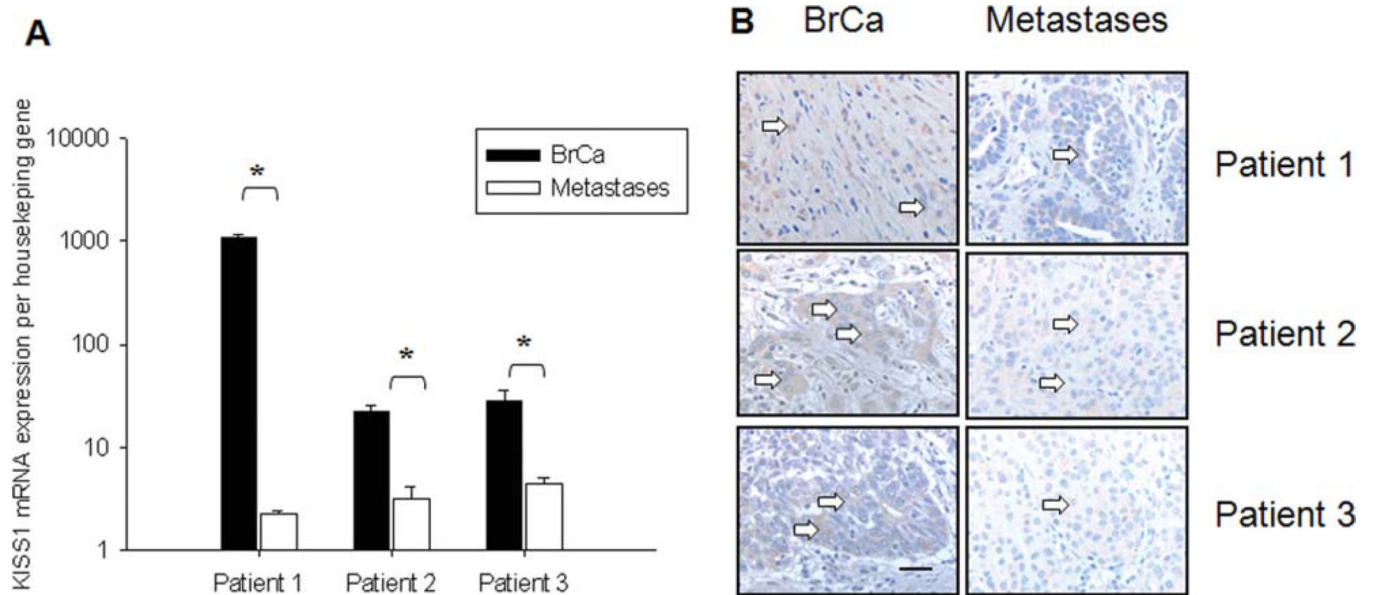 A
KISS1 mRNA expression per housekeping gene
10000
1000
100
10
1
*
*
*
BrCa
Metastases
Patient 1
Patient 2
Patient 3
B
BrCa
Metastases
Patient 1
Patient 2
Patient 3